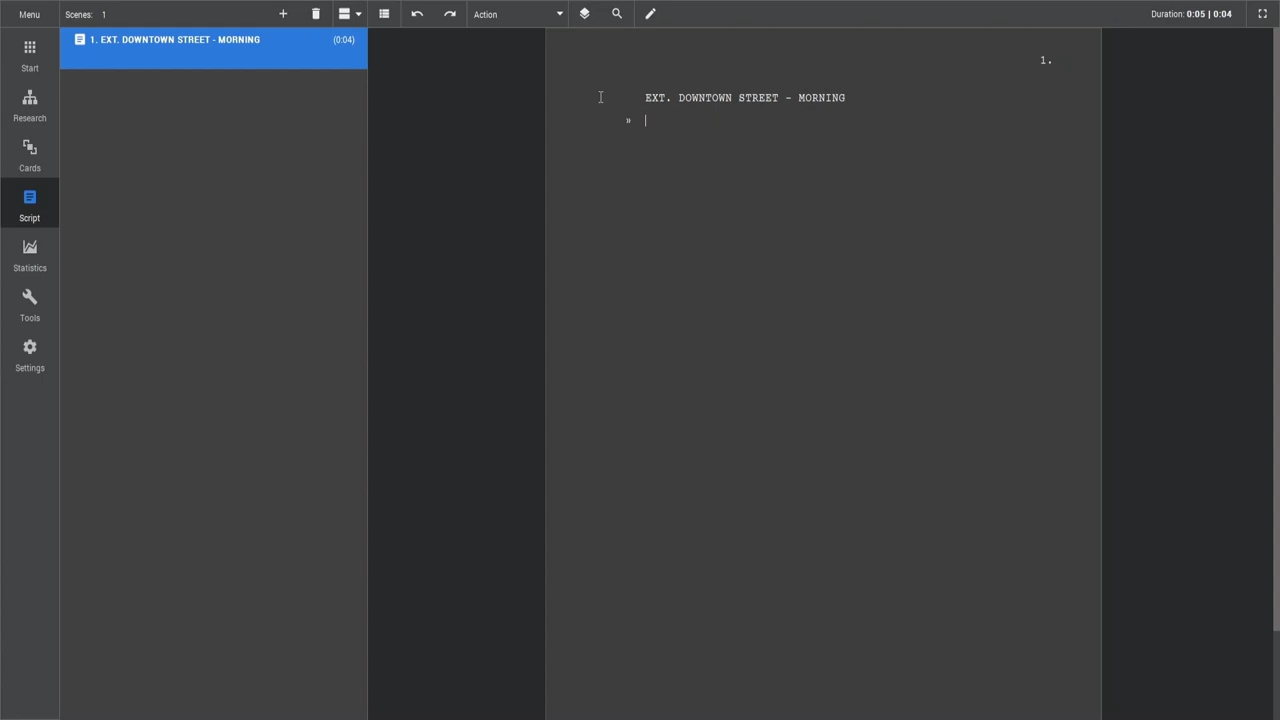 Menu Scenes: 1 Action Duration: 0:05 | 0:04
1. EXT. DOWNTOWN STREET - MORNING (0:04)
Start
Research
Cards
Script
Statistics
Tools
Settings
1.
EXT. DOWNTOWN STREET - MORNING
»